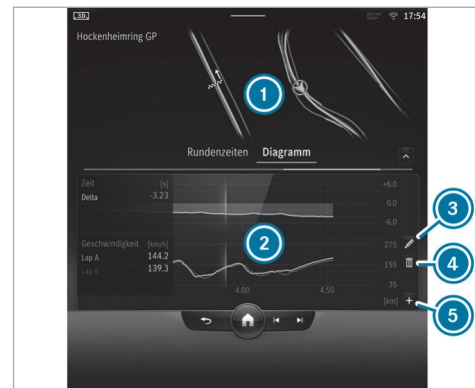 3D
17:54
Hockenheimring GP
1
Rundenzeiten Diagramm
Zeit [s]
Delta -3.23
+6.0
0.0
-6.0
3
2
Geschwindigkeit [km/h]
Lap A 144.2
Lap B 139.3
275
155
35
4
4.00 4.50
[km]
5